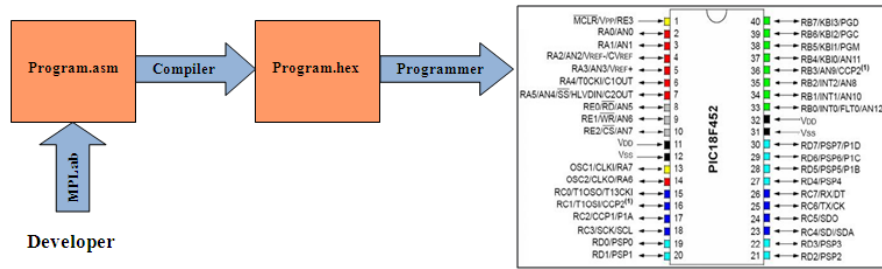 Program.asm
Compiler
Program.hex
Programmer
MPLab
Developer
MCLR/VPP/RE3 1
RA0/AN0 2
RA1/AN1 3
RA2/AN2/VREF-/CVREF 4
RA3/AN3/VREF+ 5
RA4/T0CKI/C1OUT 6
RA5/AN4/SS/HLVDIN/C2OUT 7
RE0/RD/AN5 8
RE1/WR/AN6 9
RE2/CS/AN7 10
VDD 11
VSS 12
OSC1/CLKI/RA7 13
OSC2/CLKO/RA6 14
RC0/T1OSO/T13CKI 15
RC1/T1OSI/CCP2(1) 16
RC2/CCP1/P1A 17
RC3/SCK/SCL 18
RD0/PSP0 19
RD1/PSP1 20
PIC18F452
40 RB7/KBI3/PGD
39 RB6/KBI2/PGC
38 RB5/KBI1/PGM
37 RB4/KBI0/AN11
36 RB3/AN9/CCP2(1)
35 RB2/INT2/AN8
34 RB1/INT1/AN10
33 RB0/INT0/FLT0/AN12
32 VDD
31 VSS
30 RD7/PSP7/P1D
29 RD6/PSP6/P1C
28 RD5/PSP5/P1B
27 RD4/PSP4
26 RC7/RX/DT
25 RC6/TX/CK
24 RC5/SDO
23 RC4/SDI/SDA
22 RD3/PSP3
21 RD2/PSP2